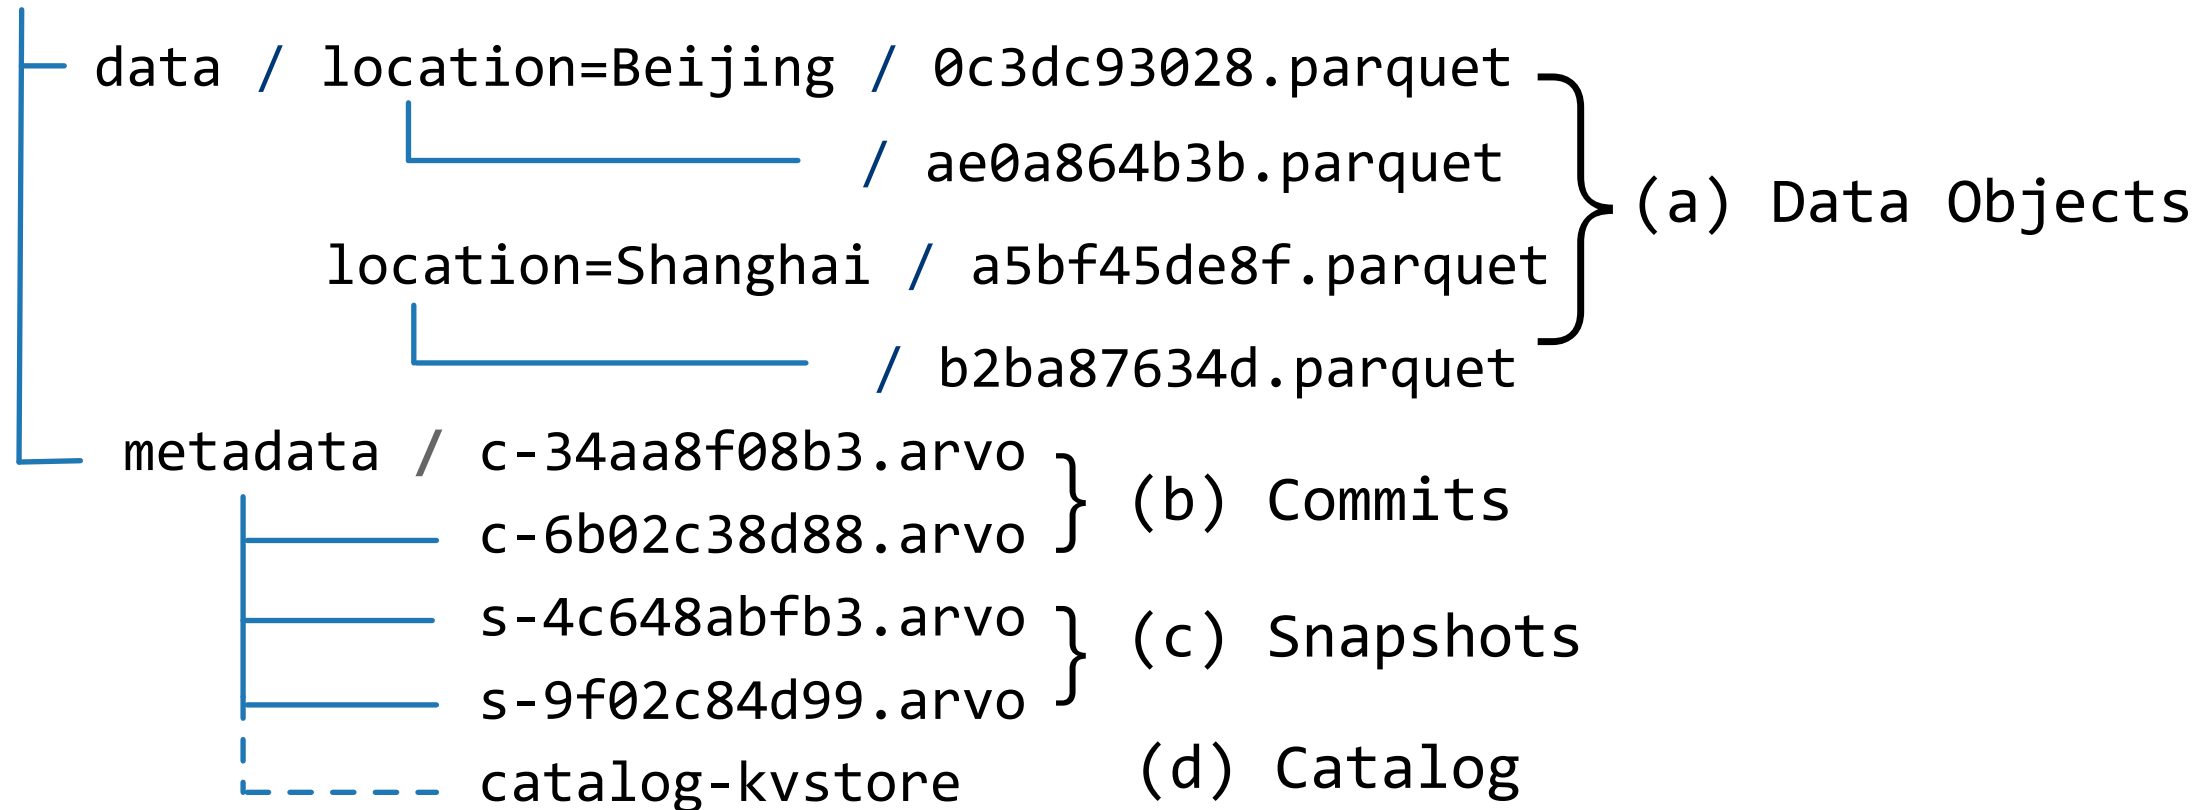 data / location=Beijing / 0c3dc93028.parquet
/ ae0a864b3b.parquet
(a) Data Objects
location=Shanghai / a5bf45de8f.parquet
/ b2ba87634d.parquet
metadata / c-34aa8f08b3.arvo
(b) Commits
c-6b02c38d88.arvo
s-4c648abfb3.arvo
(c) Snapshots
s-9f02c84d99.arvo
catalog-kvstore (d) Catalog